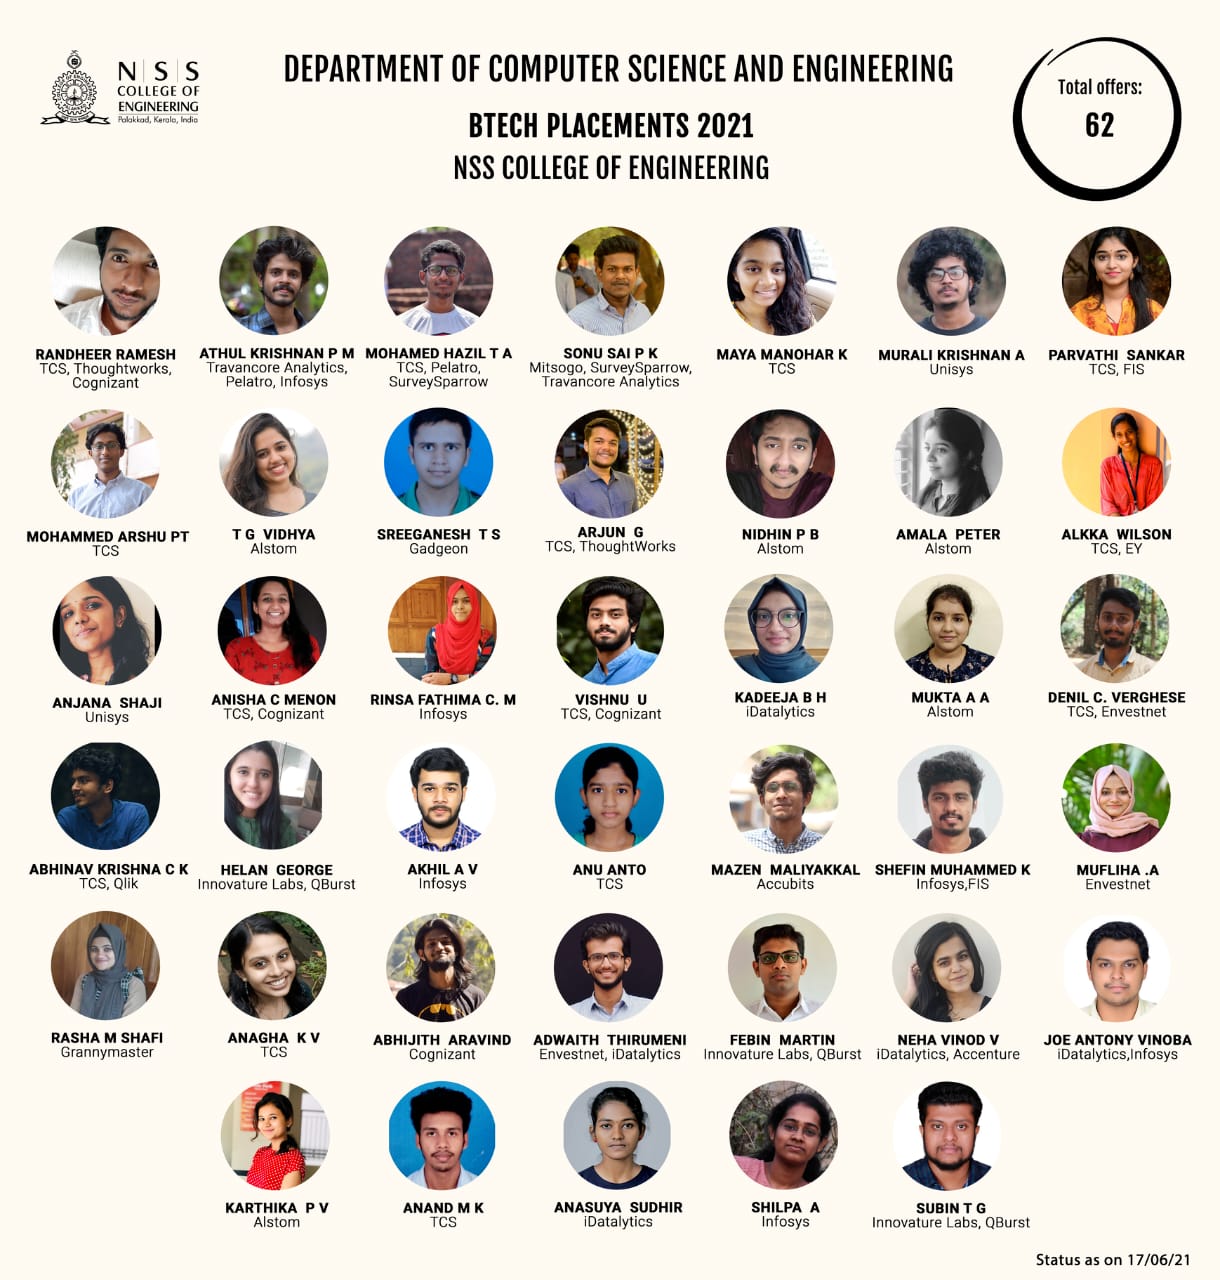 N|S|S
COLLEGE OF
ENGINEERING
Palakkad, Kerala, India
DEPARTMENT OF COMPUTER SCIENCE AND ENGINEERING
BTECH PLACEMENTS 2021
NSS COLLEGE OF ENGINEERING
Total offers:
62
RANDHEER RAMESH
TCS, Thoughtworks,
Cognizant
ATHUL KRISHNAN P M
Travancore Analytics,
Pelatro, Infosys
MOHAMED HAZIL T A
TCS, Pelatro,
SurveySparrow
SONU SAI P K
Mitsogo, SurveySparrow,
Travancore Analytics
MAYA MANOHAR K
TCS
MURALI KRISHNAN A
Unisys
PARVATHI SANKAR
TCS, FIS
MOHAMMED ARSHU PT
TCS
T G VIDHYA
Alstom
SREEGANESH T S
Gadgeon
ARJUN G
TCS, ThoughtWorks
NIDHIN P B
Alstom
AMALA PETER
Alstom
ALKKA WILSON
TCS, EY
ANJANA SHAJI
Unisys
ANISHA C MENON
TCS, Cognizant
RINSA FATHIMA C. M
Infosys
VISHNU U
TCS, Cognizant
KADEEJA B H
iDatalytics
MUKTA A A
Alstom
DENIL C. VERGHESE
TCS, Envestnet
ABHINAV KRISHNA C K
TCS, Qlik
HELAN GEORGE
Innovature Labs, QBurst
AKHIL A V
Infosys
ANU ANTO
TCS
MAZEN MALIYAKKAL
Accubits
SHEFIN MUHAMMED K
Infosys,FIS
MUFLIHA .A
Envestnet
RASHA M SHAFI
Grannymaster
ANAGHA K V
TCS
ABHIJITH ARAVIND
Cognizant
ADWAITH THIRUMENI
Envestnet, iDatalytics
FEBIN MARTIN
Innovature Labs, QBurst
NEHA VINOD V
iDatalytics, Accenture
JOE ANTONY VINOBA
iDatalytics,Infosys
KARTHIKA P V
Alstom
ANAND M K
TCS
ANASUYA SUDHIR
iDatalytics
SHILPA A
Infosys
SUBIN T G
Innovature Labs, QBurst
Status as on 17/06/21